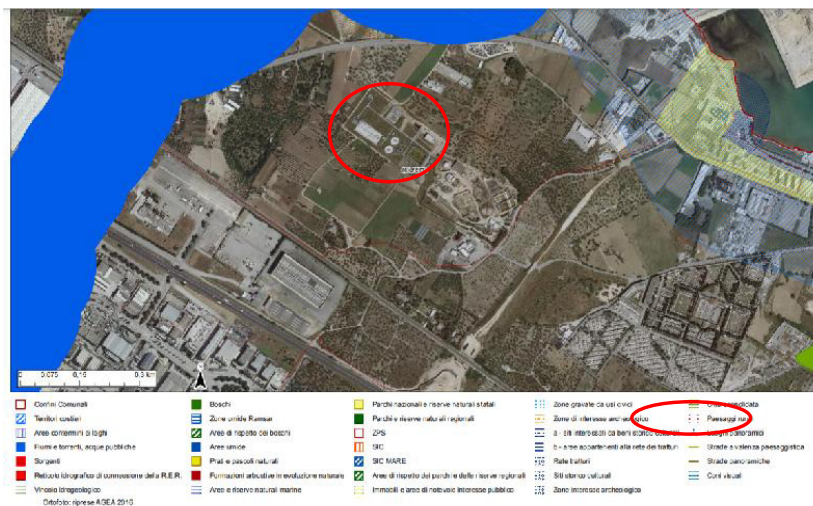 0 0.075 0.15 0.3 km
Confini Comunali
Territori costieri
Aree contermini ai laghi
Fiumi e torrenti, acque pubbliche
Sorgenti
Reticolo idrografico di connessione della R.E.R.
Vincolo idrogeologico
Boschi
Zone umide Ramsar
Aree di rispetto dei boschi
Aree umide
Prati e pascoli naturali
Formazioni arbustive in evoluzione naturale
Aree e riserve naturali marine
Parchi nazionali e riserve naturali statali
Parchi e riserve naturali regionali
ZPS
SIC
SIC MARE
Aree di rispetto dei parchi e delle riserve regionali
Immobili e aree di notevole interesse pubblico
Zone gravate da usi civici
Zone di interesse archeologico
a - siti interessati da beni storico
b - aree appartenenti alla rete dei tratturi
Rete tratturi
Siti storico culturali
Zone interesse archeologico
consolidata
Paesaggi rurali
Luoghi panoramici
Strade a valenza paesaggistica
Strade panoramiche
Coni visuali
Ortofoto: riprese AGEA 2016